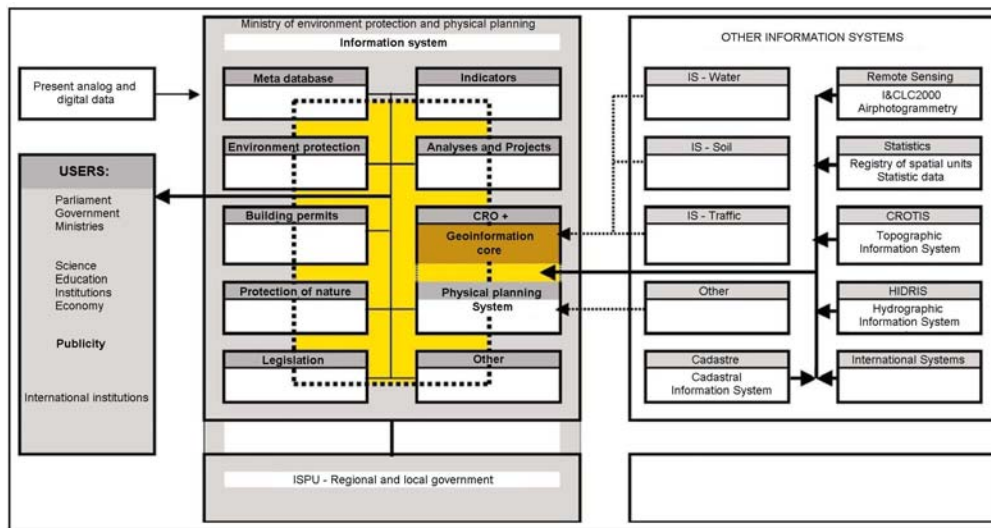 Ministry of environment protection and physical planning
Information system
Present analog and
digital data
USERS:
Parliament
Government
Ministries
Science
Education
Institutions
Economy
Publicity
International institutions
Meta database
Indicators
Environment protection
Analyses and Projects
Building permits
CRO +
Geoinformation
core
Protection of nature
Physical planning
System
Legislation
Other
ISPU - Regional and local government
OTHER INFORMATION SYSTEMS
IS - Water
IS - Soil
IS - Traffic
Other
Cadastre
Cadastral
Information System
Remote Sensing
I&CLC2000
Airphotogrammetry
Statistics
Registry of spatial units
Statistic data
CROTIS
Topographic
Information System
HIDRIS
Hydrographic
Information System
International Systems